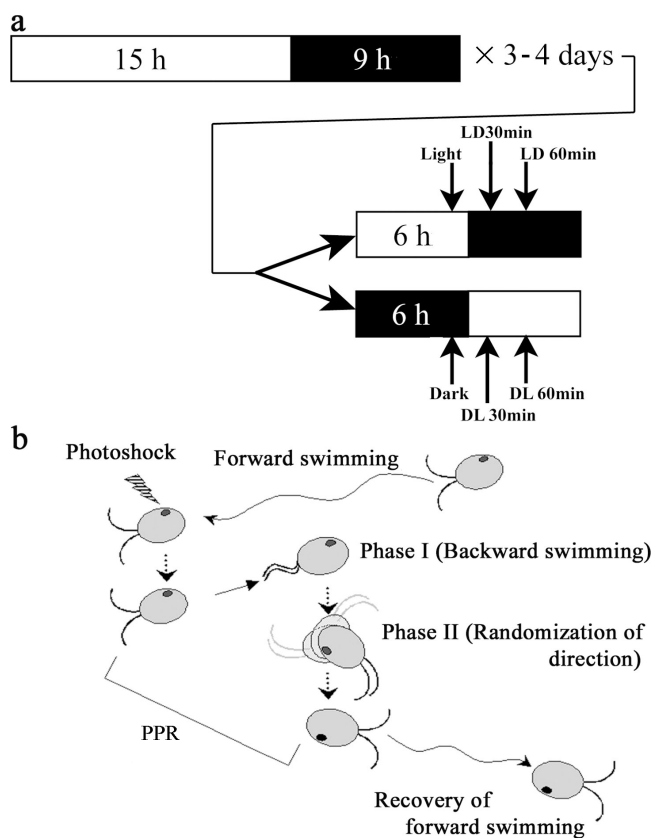 a
15 h
9 h
× 3-4 days
LD30min
Light
LD 60min
6 h
6 h
Dark
DL 60min
DL 30min
b
Photoshock
Forward swimming
Phase I (Backward swimming)
Phase II (Randomization of
direction)
PPR
Recovery of
forward swimming